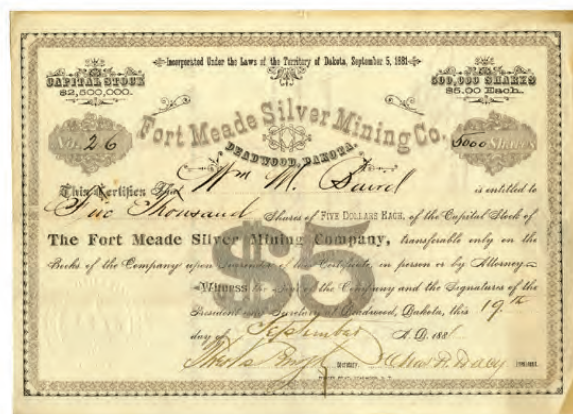 Incorporated Under the Laws of the Territory of Dakota, September 5, 1881
CAPITAL STOCK
$2,500,000.
500,000 SHARES
$5.00 Each.
No. 26
Fort Meade Silver Mining Co.
5000 Shares
DEADWOOD, DAKOTA.
This Certifies That Wm M. David is entitled to
Five Thousand Shares of FIVE DOLLARS EACH, of the Capital Stock of
The Fort Meade Silver Mining Company, transferable only on the
Books of the Company upon Surrender of this Certificate in person or by Attorney
$5
Witness the Seal of the Company and the Signatures of the
President and Secretary at Deadwood, Dakota, this 19th
day of September A.D. 1881
Secretary